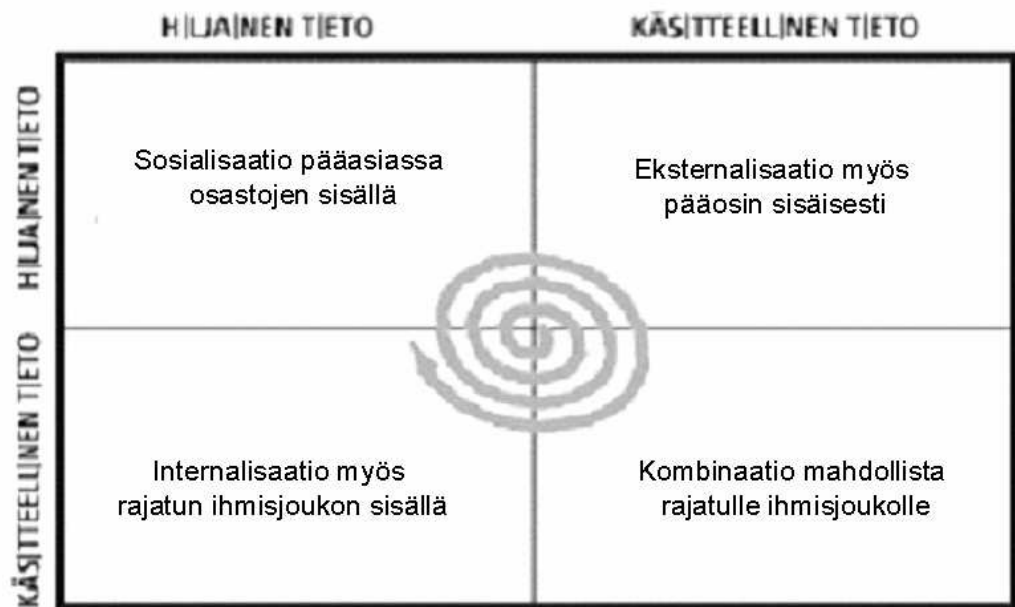 HILJAINEN TIETO
KÄSITTEELLINEN TIETO
HILJAINEN TIETO
Sosialisaatio pääasiassa
osastojen sisällä
Eksternalisaatio myös
pääosin sisäisesti
KÄSITTEELLINEN TIETO
Internalisaatio myös
rajatun ihmisjoukon sisällä
Kombinaatio mahdollista
rajatulle ihmisjoukolle